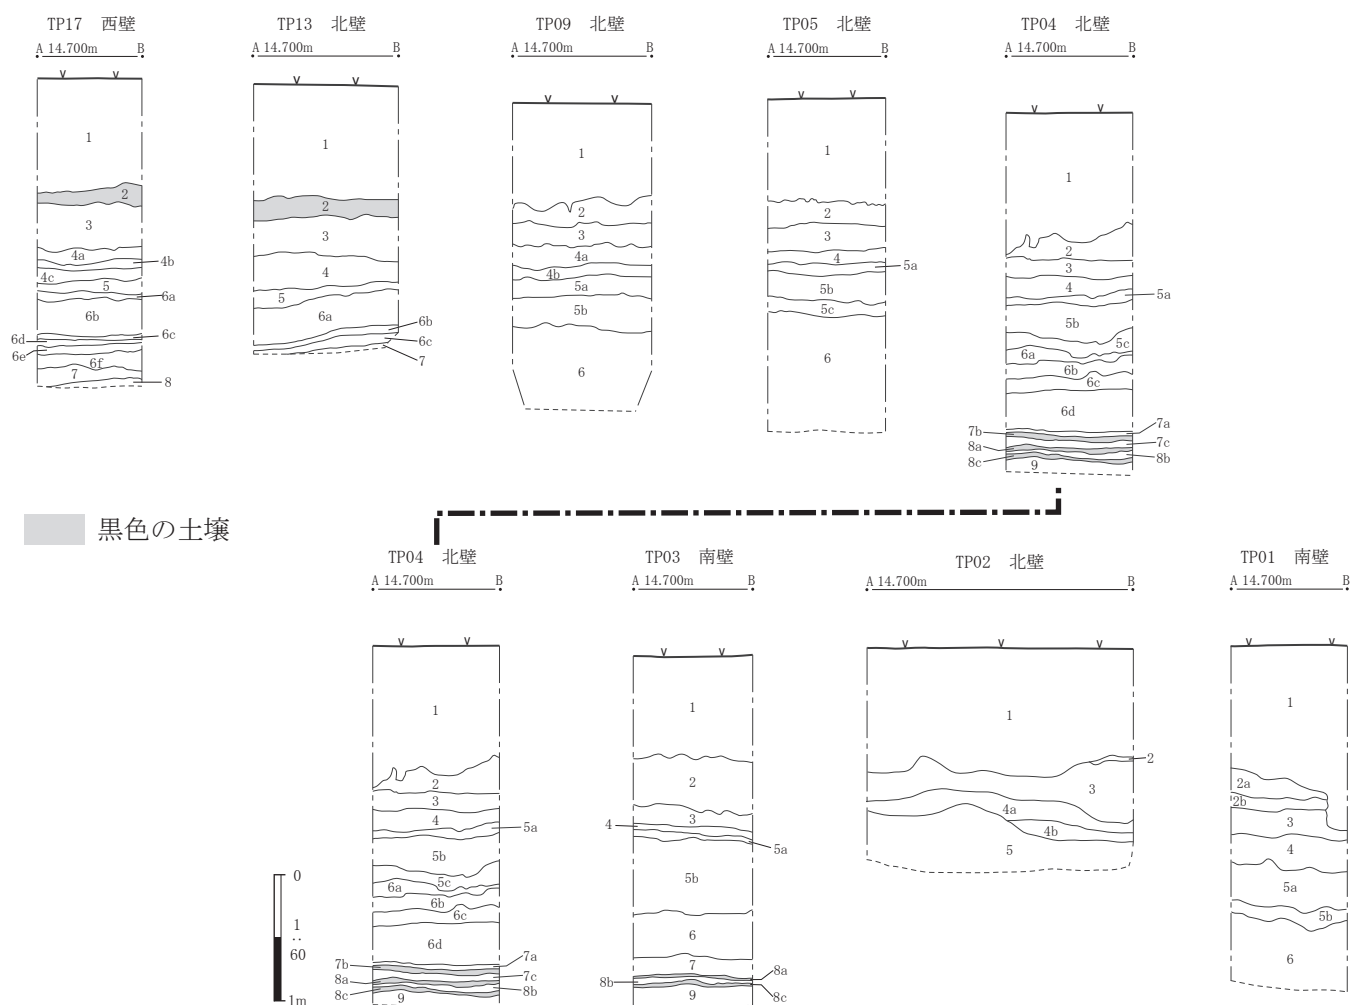 TP17　西壁
A 14.700m B
1
2
3
4a
4b
4c
5
6a
6b
6c
6d
6e
6f
7
8
TP13 北壁
A 14.700m B
1
2
3
4
5
6a
6b
6c
7
TP09　北壁
A 14.700m B
1
2
3
4a
4b
5a
5b
6
TP05 北壁
A 14.700m B
1
2
3
4
5a
5b
5c
6
TP04　北壁
A 14.700m B
1
2
3
4
5a
5b
5c
6a
6b
6c
6d
7b
7a
7c
8a
8b
8c
9
黒色の土壌
TP04　北壁
A 14.700m B
1
2
3
4
5a
5b
5c
6a
6b
6c
6d
7b
7a
7c
8a
8b
8c
9
TP03　南壁
A 14.700m B
1
2
3
4
5a
5b
6
7
8a
8b
8c
9
TP02　北壁
A 14.700m B
1
2
3
4a
4b
5
TP01　南壁
A 14.700m B
1
2a
2b
3
4
5a
5b
6
0
1
:
60
1m